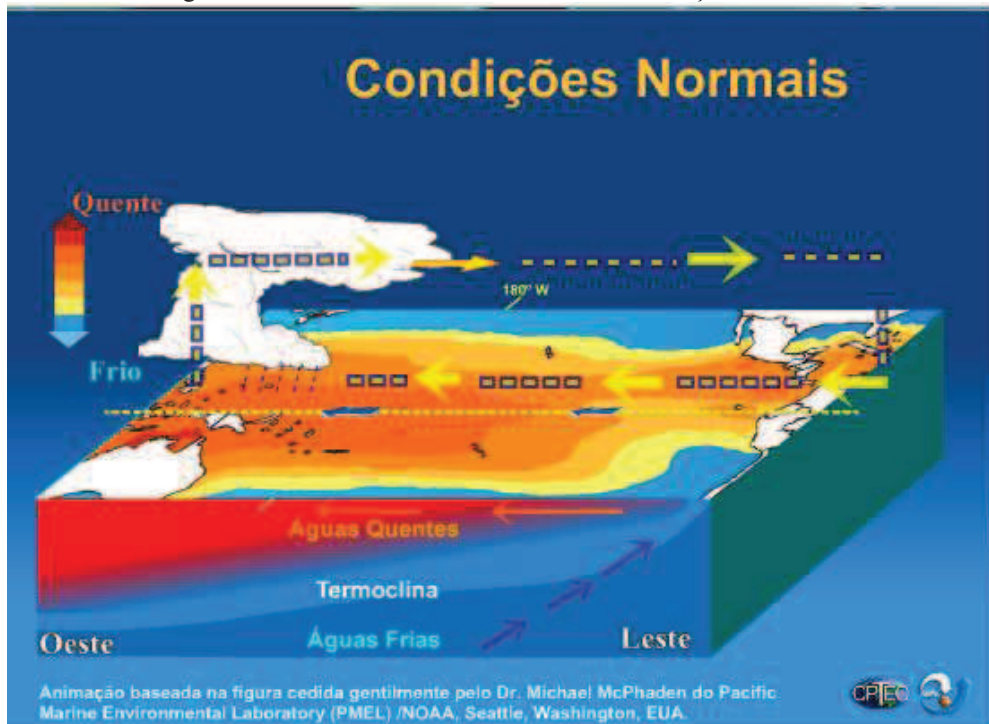 Condições Normais
Quente
180º W
Frio
Águas Quentes
Termoclina
Águas Frias
Oeste
Leste
Animação baseada na figura cedida gentilmente pelo Dr. Michael McPhaden do Pacific
Marine Environmental Laboratory (PMEL) /NOAA, Seattle, Washington, EUA.
CPTEC